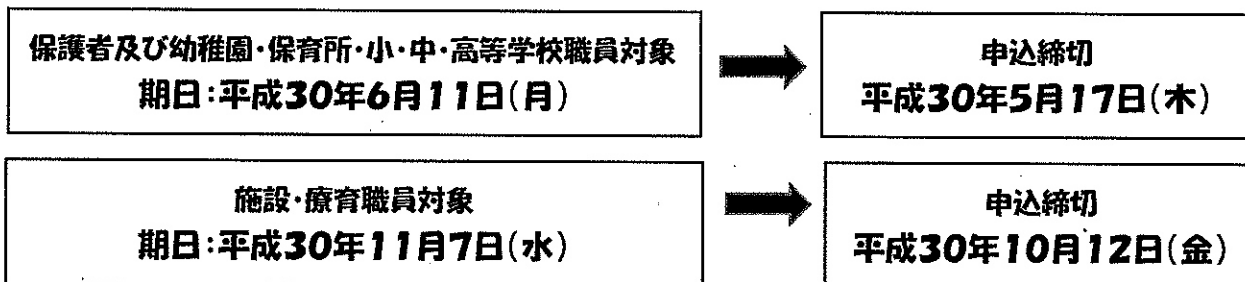 保護者及び幼稚園・保育所・小・中・高等学校職員対象
期日:平成30年6月11日(月)
申込締切
平成30年5月17日(木)
施設・療育職員対象
期日:平成30年11月7日(水)
申込締切
平成30年10月12日(金)